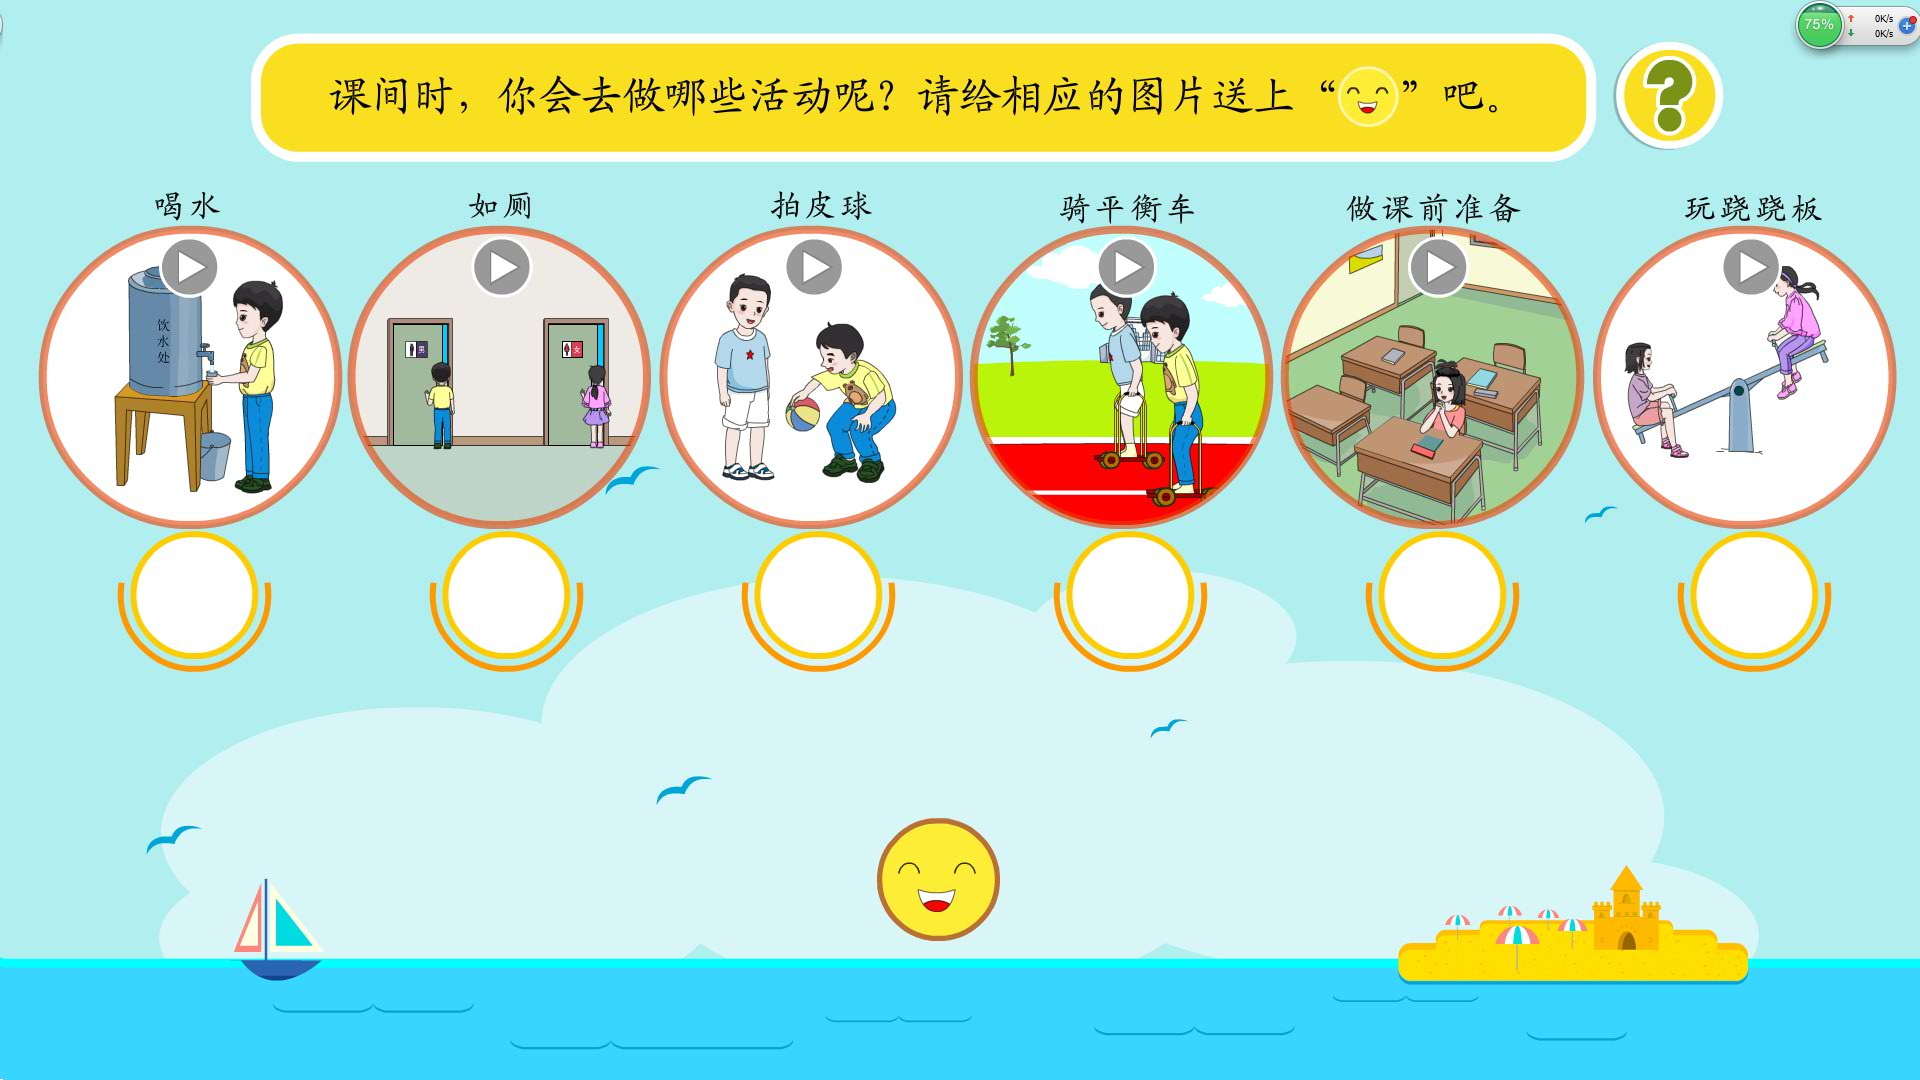 75%
0K/s
0K/s
课间时，你会去做哪些活动呢？请给相应的图片送上“”吧。
喝水
如厕
拍皮球
骑平衡车
做课前准备
玩跷跷板
饮水处
男
女